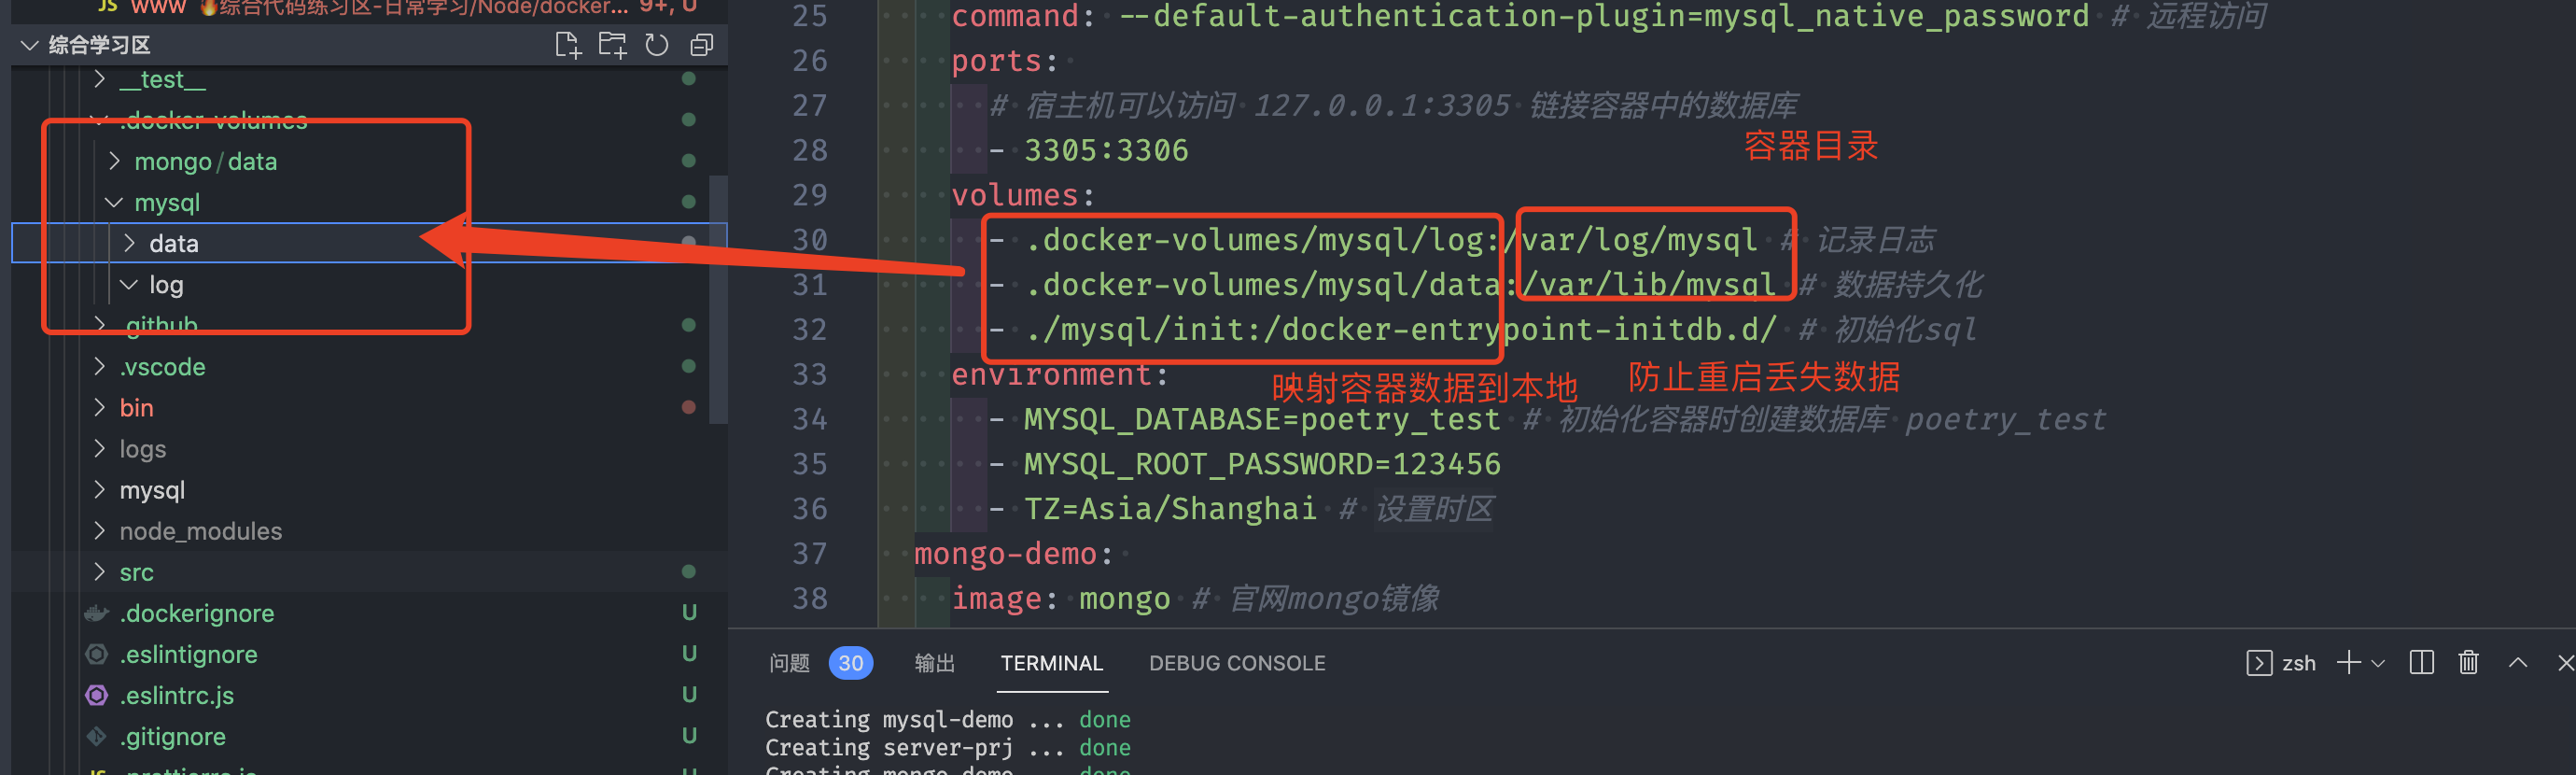 JS www 🔥综合代码练习区-日常学习/Node/docker... 9+, U
综合学习区
__test__
.docker-volumes
mongo/data
mysql
data
log
.github
.vscode
bin
logs
mysql
node_modules
src
.dockerignore U
.eslintignore U
.eslintrc.js U
.gitignore U
25 command: --default-authentication-plugin=mysql_native_password # 远程访问
26 ports:
27 # 宿主机可以访问 127.0.0.1:3305 链接容器中的数据库
28 - 3305:3306
容器目录
29 volumes:
30 - .docker-volumes/mysql/log:/var/log/mysql # 记录日志
31 - .docker-volumes/mysql/data:/var/lib/mysql # 数据持久化
32 - ./mysql/init:/docker-entrypoint-initdb.d/ # 初始化sql
33 environment:
映射容器数据到本地 防止重启丢失数据
34 - MYSQL_DATABASE=poetry_test # 初始化容器时创建数据库 poetry_test
35 - MYSQL_ROOT_PASSWORD=123456
36 - TZ=Asia/Shanghai # 设置时区
37 mongo-demo:
38 image: mongo # 官网mongo镜像
问题 30 输出 TERMINAL DEBUG CONSOLE zsh
Creating mysql-demo ... done
Creating server-prj ... done
Creating mongo-demo ... done